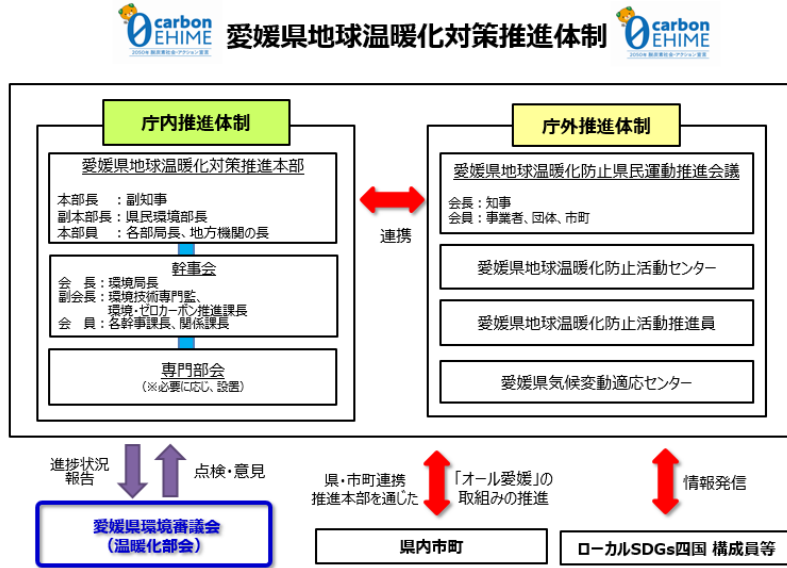 carbon
EHIME
2050年 脱炭素社会・アクション宣言
愛媛県地球温暖化対策推進体制
carbon
EHIME
2050年 脱炭素社会・アクション宣言
庁内推進体制
愛媛県地球温暖化対策推進本部
本部長　：副知事
副本部長：県民環境部長
本部員　：各部局長、地方機関の長
幹事会
会　長：環境局長
副会長：環境技術専門監、
環境・ゼロカーボン推進課長
会　員：各幹事課長、関係課長
専門部会
（※必要に応じ、設置）
連携
庁外推進体制
愛媛県地球温暖化防止県民運動推進会議
会長：知事
会員：事業者、団体、市町
愛媛県地球温暖化防止活動センター
愛媛県地球温暖化防止活動推進員
愛媛県気候変動適応センター
進捗状況
報告
点検・意見
愛媛県環境審議会
（温暖化部会）
県・市町連携
推進本部を通じた
「オール愛媛」の
取組みの推進
県内市町
情報発信
ローカルSDGs四国 構成員等